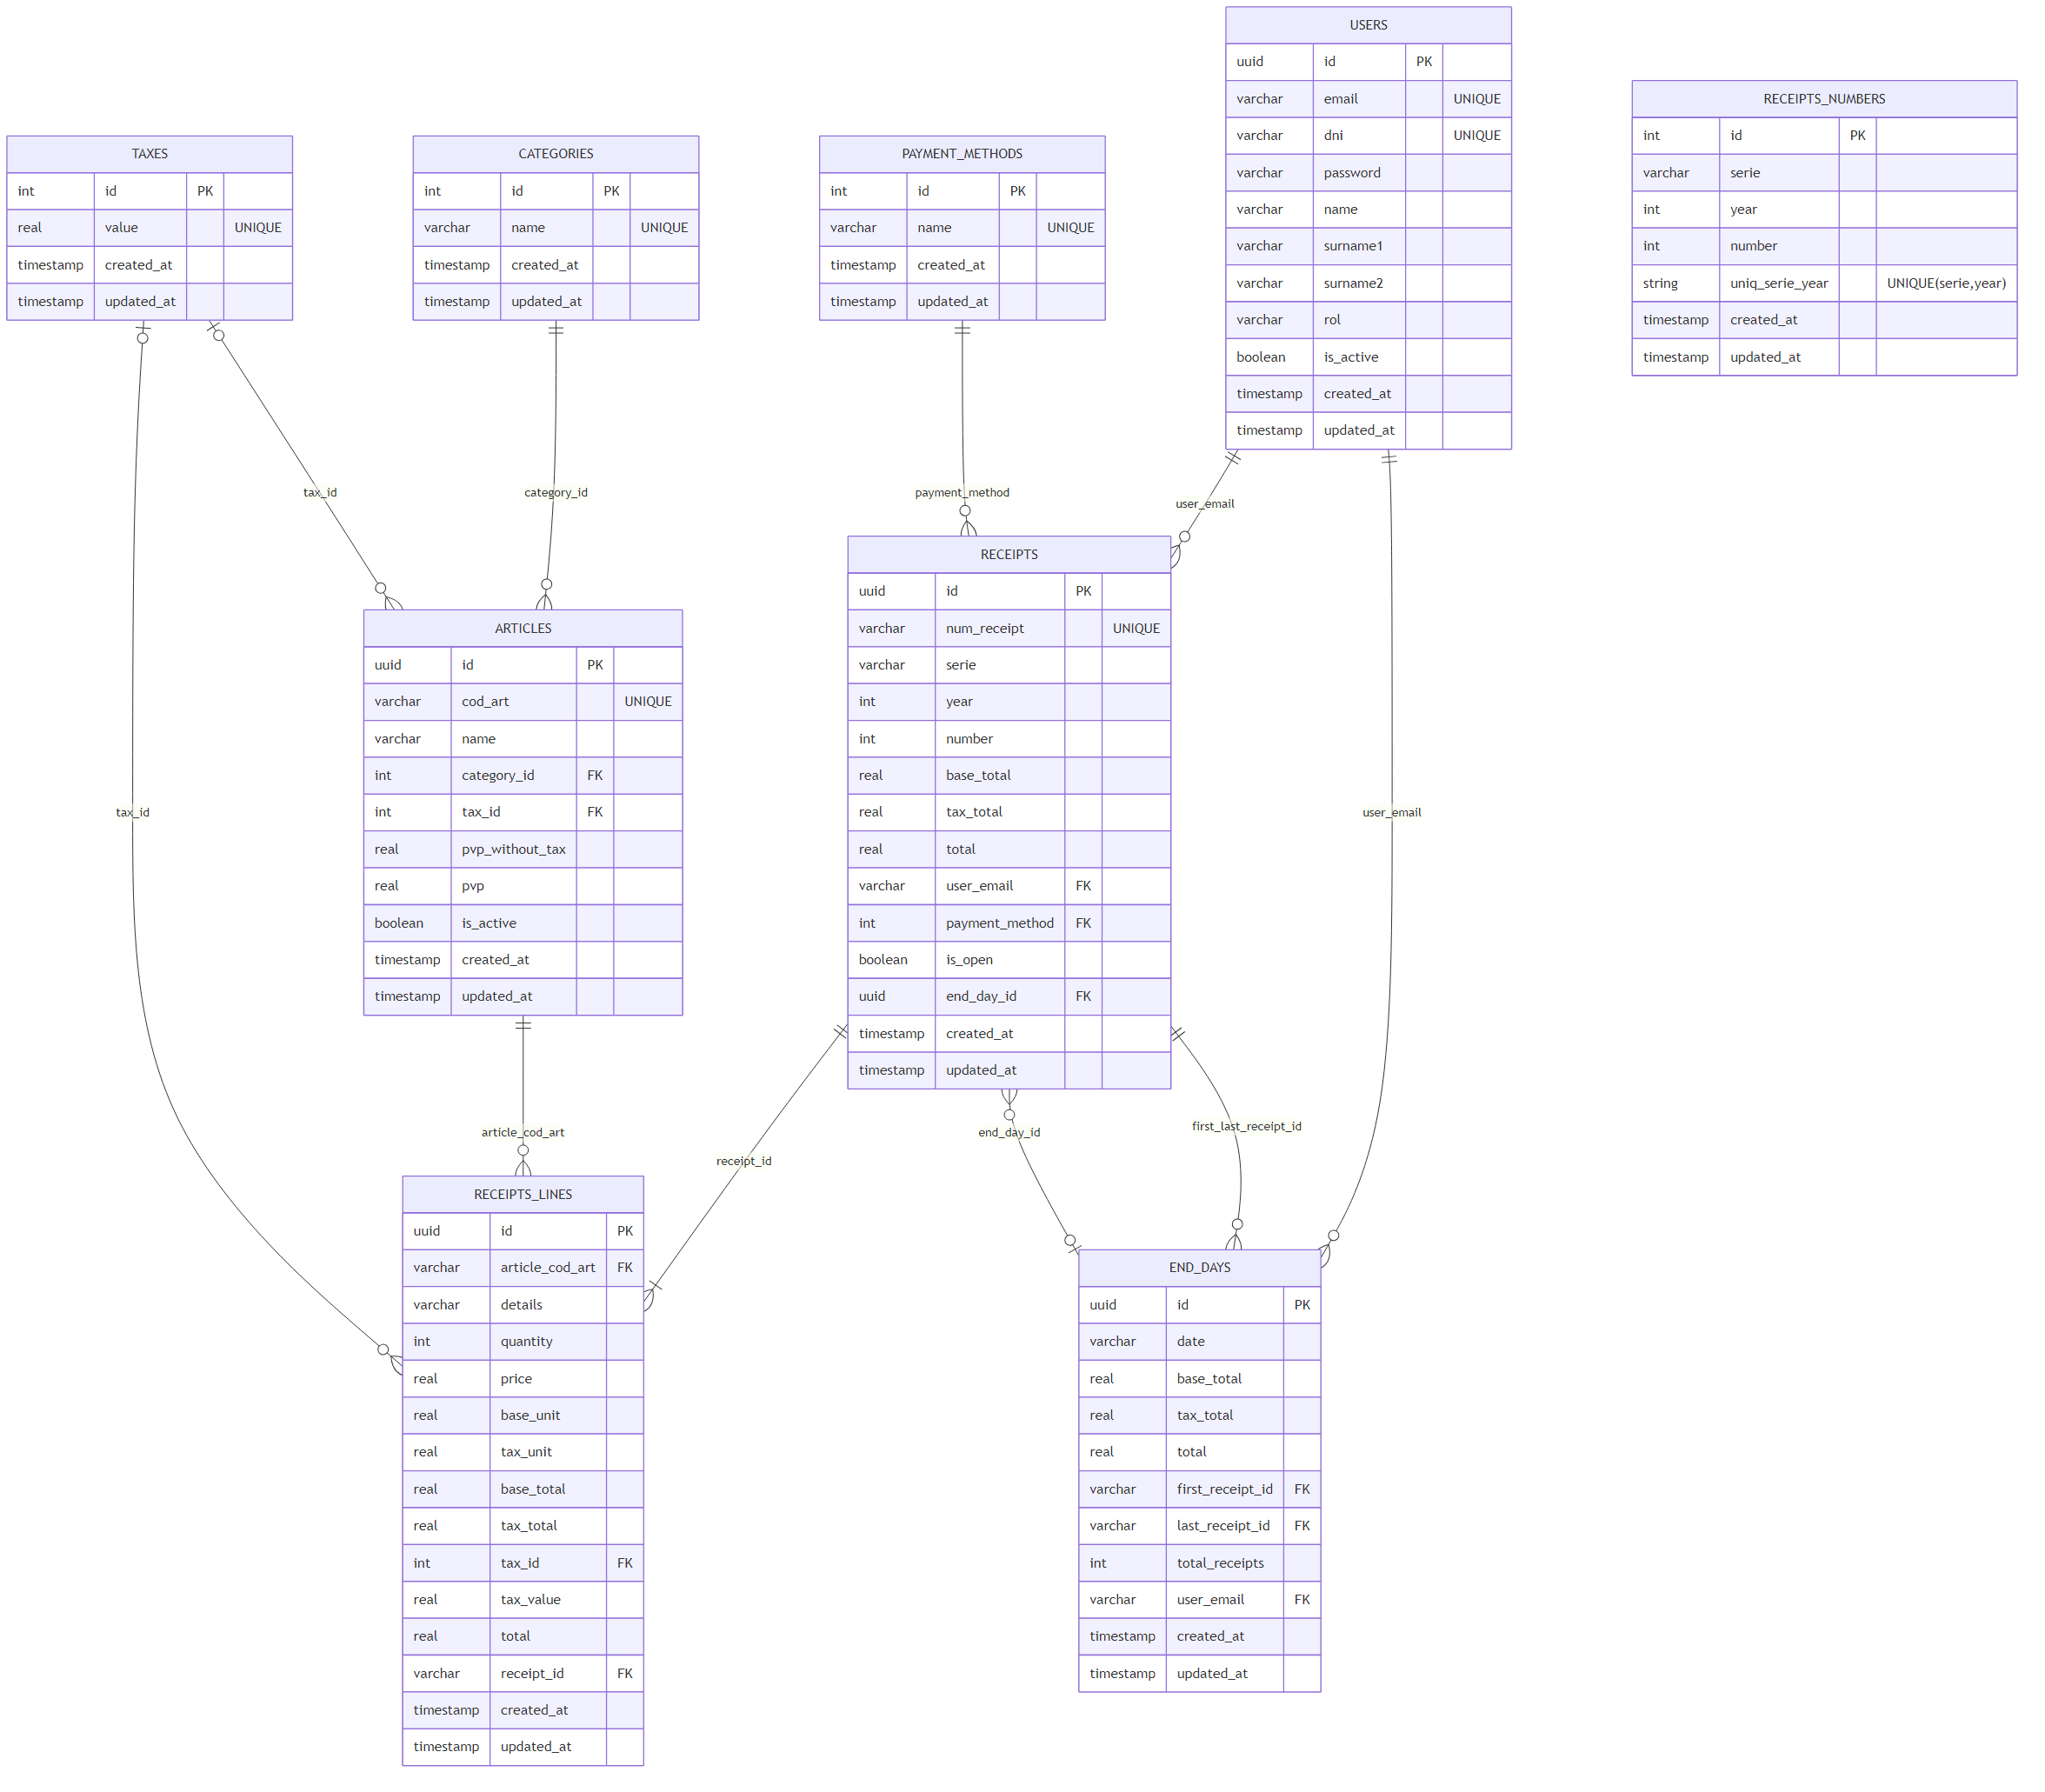 USERS
uuid id PK
varchar email UNIQUE
varchar dni UNIQUE
varchar password
varchar name
varchar surname1
varchar surname2
varchar rol
boolean is_active
timestamp created_at
timestamp updated_at
RECEIPTS_NUMBERS
int id PK
varchar serie
int year
int number
string uniq_serie_year UNIQUE(serie,year)
timestamp created_at
timestamp updated_at
TAXES
int id PK
real value UNIQUE
timestamp created_at
timestamp updated_at
CATEGORIES
int id PK
varchar name UNIQUE
timestamp created_at
timestamp updated_at
PAYMENT_METHODS
int id PK
varchar name UNIQUE
timestamp created_at
timestamp updated_at
tax_id
category_id
payment_method
user_email
ARTICLES
uuid id PK
varchar cod_art UNIQUE
varchar name
int category_id FK
int tax_id FK
real pvp_without_tax
real pvp
boolean is_active
timestamp created_at
timestamp updated_at
RECEIPTS
uuid id PK
varchar num_receipt UNIQUE
varchar serie
int year
int number
real base_total
real tax_total
real total
varchar user_email FK
int payment_method FK
boolean is_open
uuid end_day_id FK
timestamp created_at
timestamp updated_at
tax_id
user_email
article_cod_art
receipt_id
end_day_id
first_last_receipt_id
RECEIPTS_LINES
uuid id PK
varchar article_cod_art FK
varchar details
int quantity
real price
real base_unit
real tax_unit
real base_total
real tax_total
int tax_id FK
real tax_value
real total
varchar receipt_id FK
timestamp created_at
timestamp updated_at
END_DAYS
uuid id PK
varchar date
real base_total
real tax_total
real total
varchar first_receipt_id FK
varchar last_receipt_id FK
int total_receipts
varchar user_email FK
timestamp created_at
timestamp updated_at